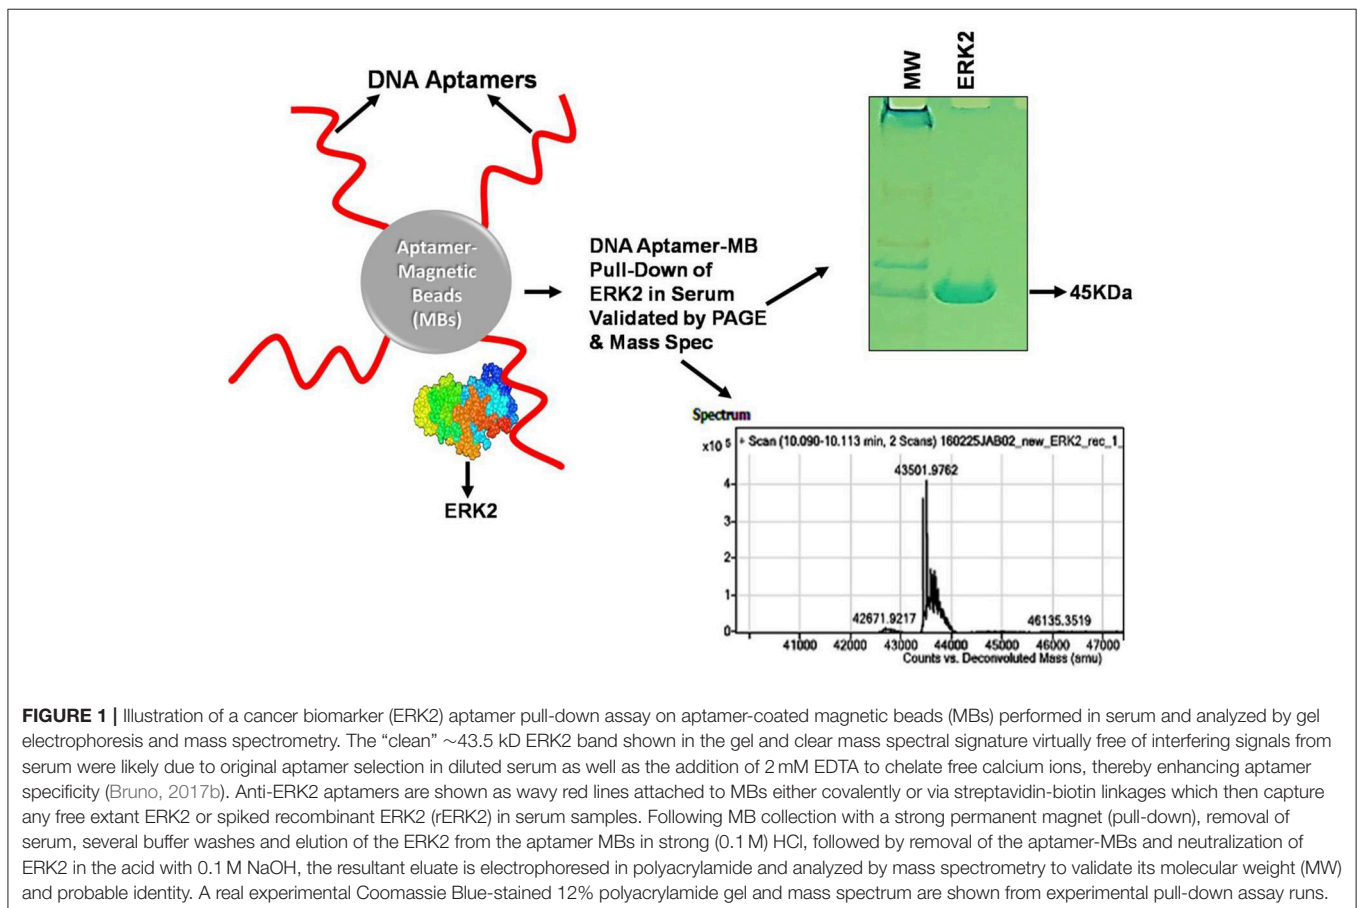 DNA Aptamers
Aptamer-
Magnetic
Beads
(MBs)
ERK2
DNA Aptamer-MB
Pull-Down of
ERK2 in Serum
Validated by PAGE
& Mass Spec
MW
ERK2
45KDa
Spectrum
x10 5
+ Scan (10.090-10.113 min, 2 Scans) 160225JAB02_new_ERK2_rec_1_
43501.9762
4
3
2
1
0
42671.9217
46135.3519
41000 42000 43000 44000 45000 46000 47000
Counts vs. Deconvoluted Mass (amu)
FIGURE 1 | Illustration of a cancer biomarker (ERK2) aptamer pull-down assay on aptamer-coated magnetic beads (MBs) performed in serum and analyzed by gel
electrophoresis and mass spectrometry. The “clean” ~43.5 kD ERK2 band shown in the gel and clear mass spectral signature virtually free of interfering signals from
serum were likely due to original aptamer selection in diluted serum as well as the addition of 2 mM EDTA to chelate free calcium ions, thereby enhancing aptamer
specificity (Bruno, 2017b). Anti-ERK2 aptamers are shown as wavy red lines attached to MBs either covalently or via streptavidin-biotin linkages which then capture
any free extant ERK2 or spiked recombinant ERK2 (rERK2) in serum samples. Following MB collection with a strong permanent magnet (pull-down), removal of
serum, several buffer washes and elution of the ERK2 from the aptamer MBs in strong (0.1 M) HCl, followed by removal of the aptamer-MBs and neutralization of
ERK2 in the acid with 0.1 M NaOH, the resultant eluate is electrophoresed in polyacrylamide and analyzed by mass spectrometry to validate its molecular weight (MW)
and probable identity. A real experimental Coomassie Blue-stained 12% polyacrylamide gel and mass spectrum are shown from experimental pull-down assay runs.